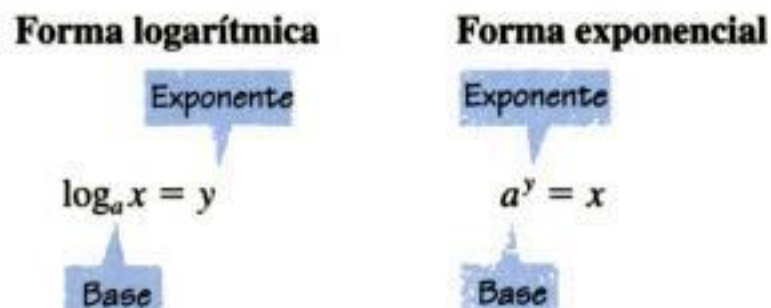 Forma logarítmica Forma exponencial
Exponente Exponente
logₐ x = y aʸ = x
Base Base